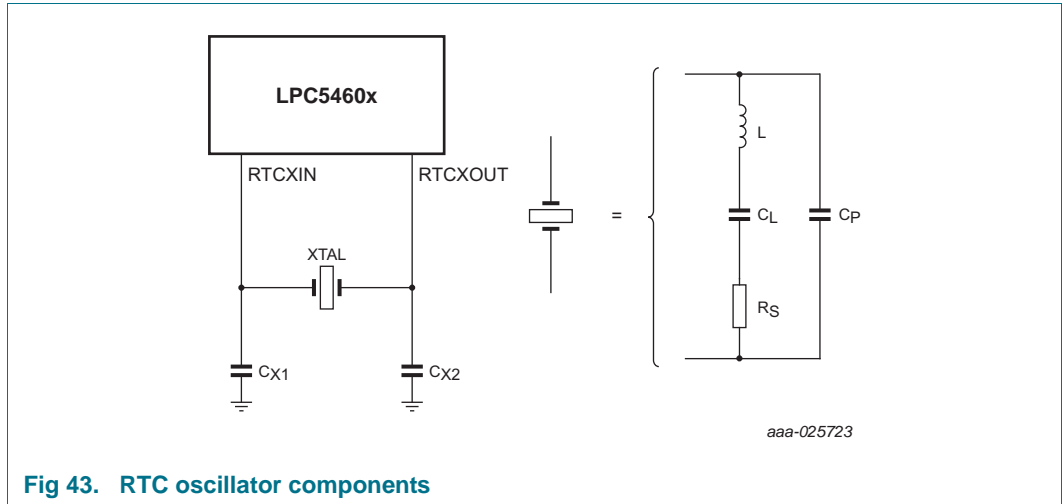 LPC5460x
RTCXIN
RTCXOUT
XTAL
CX1
CX2
=
L
CL
CP
RS
aaa-025723
Fig 43. RTC oscillator components